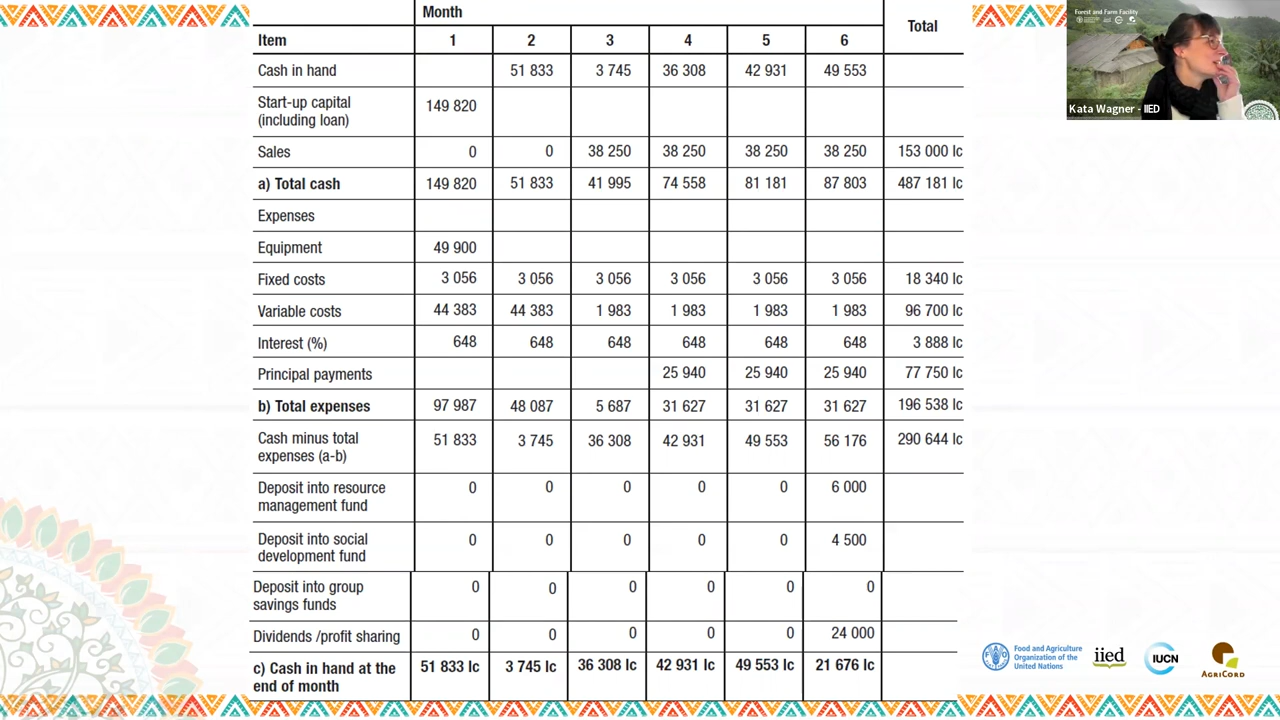 Month
Item 1 2 3 4 5 6 Total
Cash in hand 51 833 3 745 36 308 42 931 49 553
Start-up capital
(including loan) 149 820
Sales 0 0 38 250 38 250 38 250 38 250 153 000 lc
a) Total cash 149 820 51 833 41 995 74 558 81 181 87 803 487 181 lc
Expenses
Equipment 49 900
Fixed costs 3 056 3 056 3 056 3 056 3 056 3 056 18 340 lc
Variable costs 44 383 44 383 1 983 1 983 1 983 1 983 96 700 lc
Interest (%) 648 648 648 648 648 648 3 888 lc
Principal payments 25 940 25 940 25 940 77 750 lc
b) Total expenses 97 987 48 087 5 687 31 627 31 627 31 627 196 538 lc
Cash minus total
expenses (a-b) 51 833 3 745 36 308 42 931 49 553 56 176 290 644 lc
Deposit into resource
management fund 0 0 0 0 0 6 000
Deposit into social
development fund 0 0 0 0 0 4 500
Deposit into group
savings funds 0 0 0 0 0 0
Dividends /profit sharing 0 0 0 0 0 24 000
c) Cash in hand at the
end of month 51 833 lc 3 745 lc 36 308 lc 42 931 lc 49 553 lc 21 676 lc
Forest and Farm Facility
Kata Wagner - IIED
Food and Agriculture
Organization of the
United Nations
iied
IUCN
AGRICORD